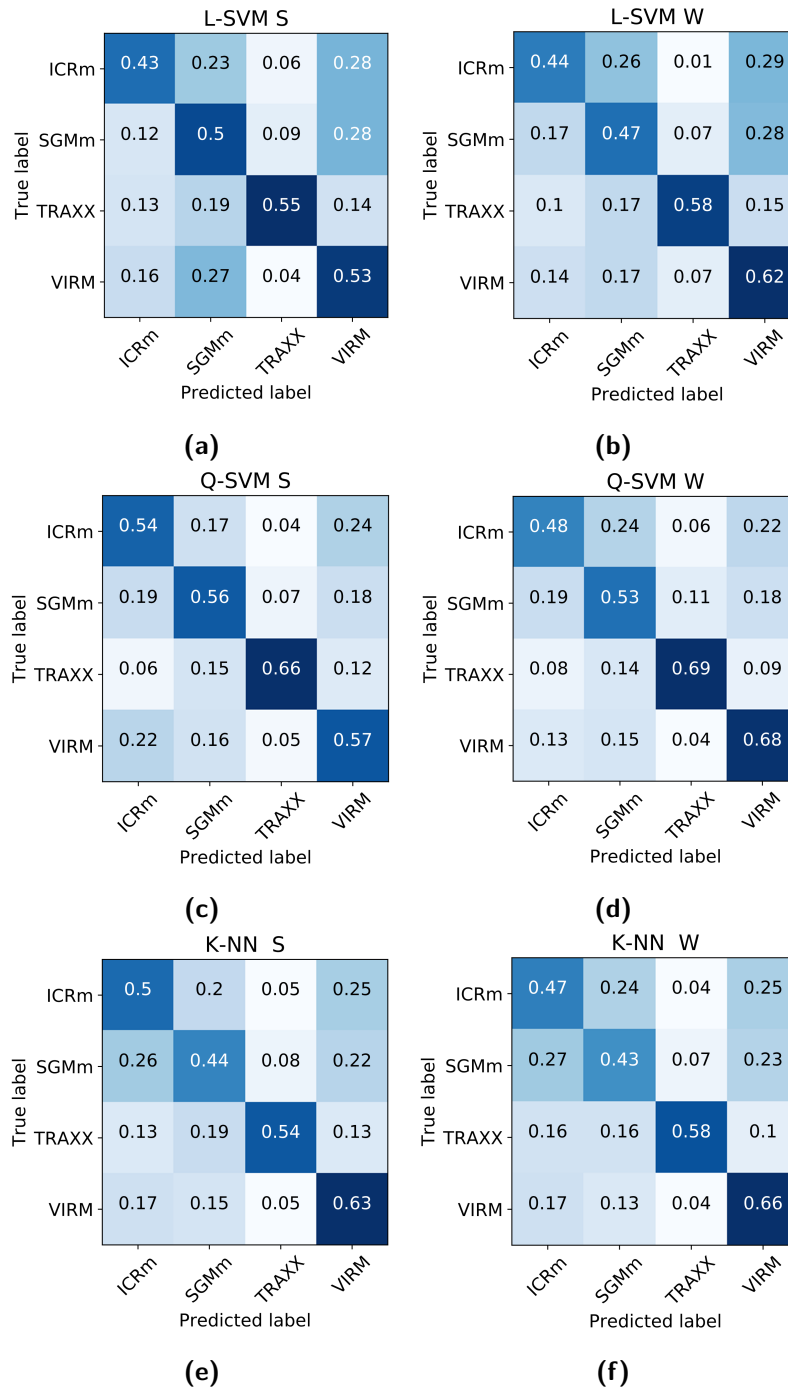 L-SVM S
True label
ICRm 0.43 0.23 0.06 0.28
SGMm 0.12 0.5 0.09 0.28
TRAXX 0.13 0.19 0.55 0.14
VIRM 0.16 0.27 0.04 0.53
ICRm SGMm TRAXX VIRM
Predicted label
(a)
L-SVM W
True label
ICRm 0.44 0.26 0.01 0.29
SGMm 0.17 0.47 0.07 0.28
TRAXX 0.1 0.17 0.58 0.15
VIRM 0.14 0.17 0.07 0.62
ICRm SGMm TRAXX VIRM
Predicted label
(b)
Q-SVM S
True label
ICRm 0.54 0.17 0.04 0.24
SGMm 0.19 0.56 0.07 0.18
TRAXX 0.06 0.15 0.66 0.12
VIRM 0.22 0.16 0.05 0.57
ICRm SGMm TRAXX VIRM
Predicted label
(c)
Q-SVM W
True label
ICRm 0.48 0.24 0.06 0.22
SGMm 0.19 0.53 0.11 0.18
TRAXX 0.08 0.14 0.69 0.09
VIRM 0.13 0.15 0.04 0.68
ICRm SGMm TRAXX VIRM
Predicted label
(d)
K-NN S
True label
ICRm 0.5 0.2 0.05 0.25
SGMm 0.26 0.44 0.08 0.22
TRAXX 0.13 0.19 0.54 0.13
VIRM 0.17 0.15 0.05 0.63
ICRm SGMm TRAXX VIRM
Predicted label
(e)
K-NN W
True label
ICRm 0.47 0.24 0.04 0.25
SGMm 0.27 0.43 0.07 0.23
TRAXX 0.16 0.16 0.58 0.1
VIRM 0.17 0.13 0.04 0.66
ICRm SGMm TRAXX VIRM
Predicted label
(f)